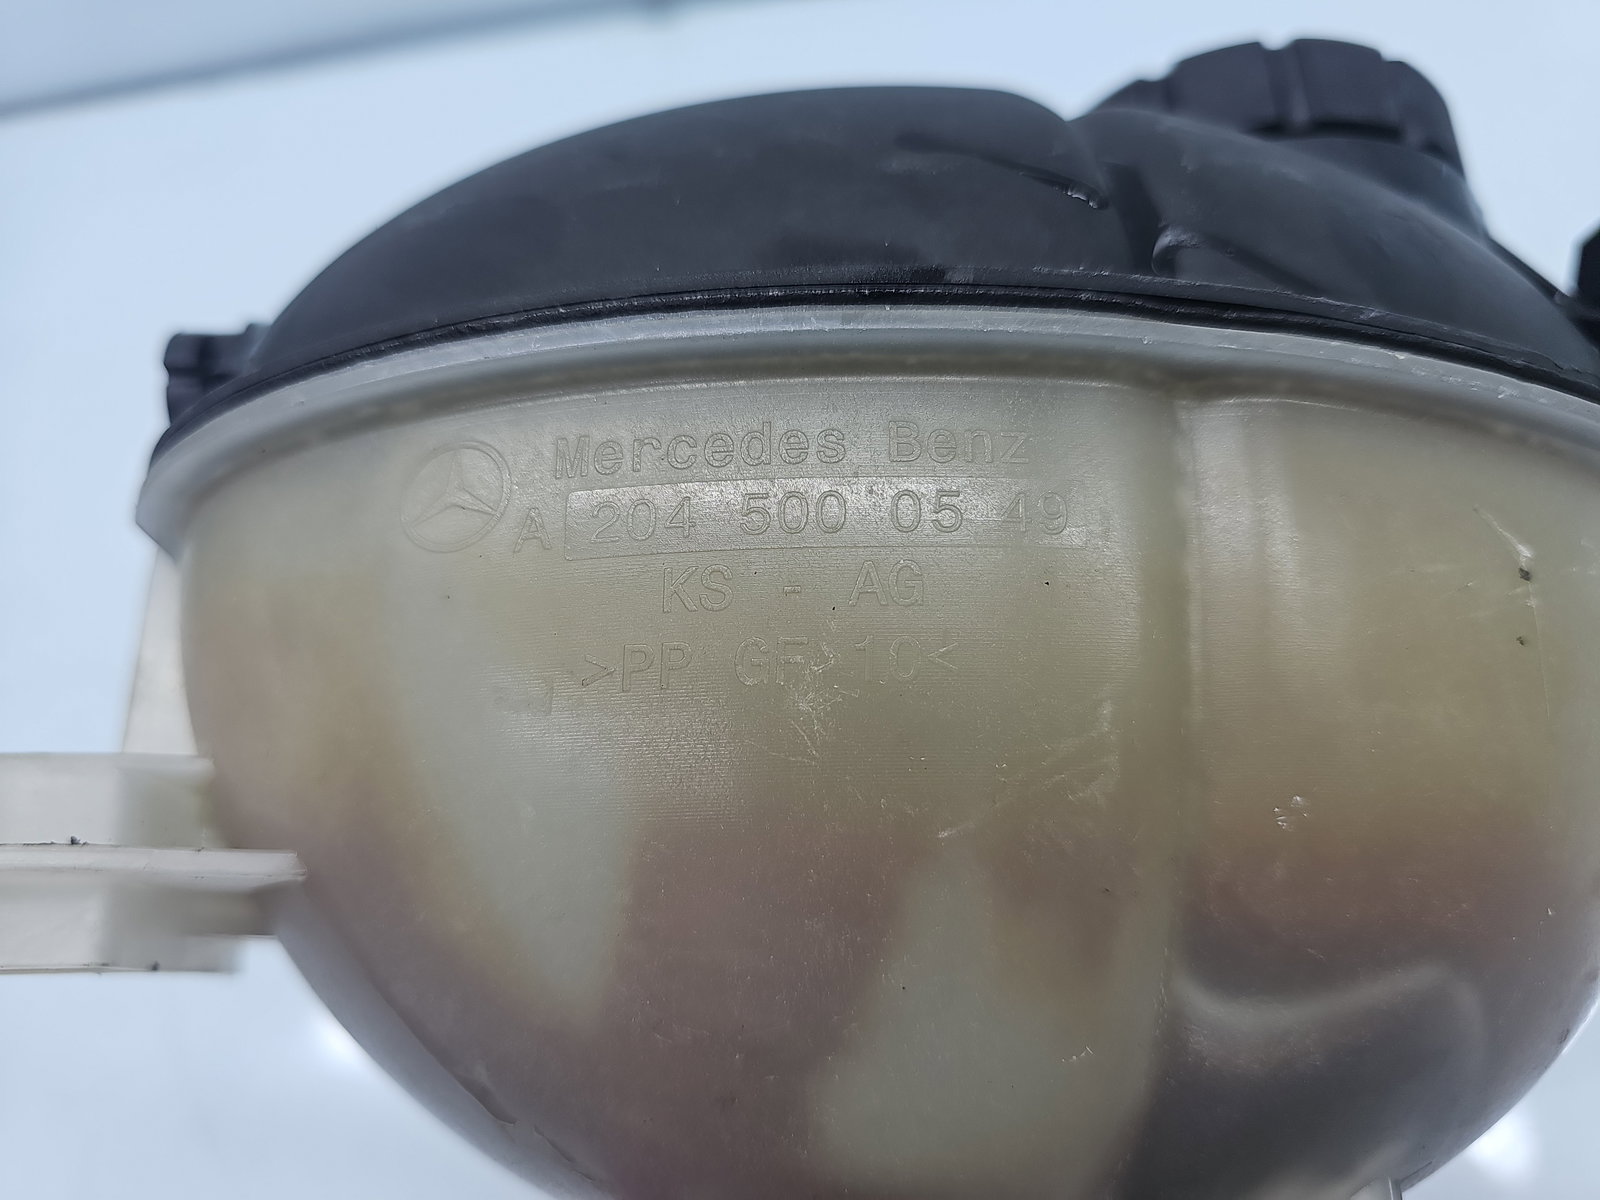 Mercedes Benz
A 204 500 05 49
KS - AG
>PP GF 10<